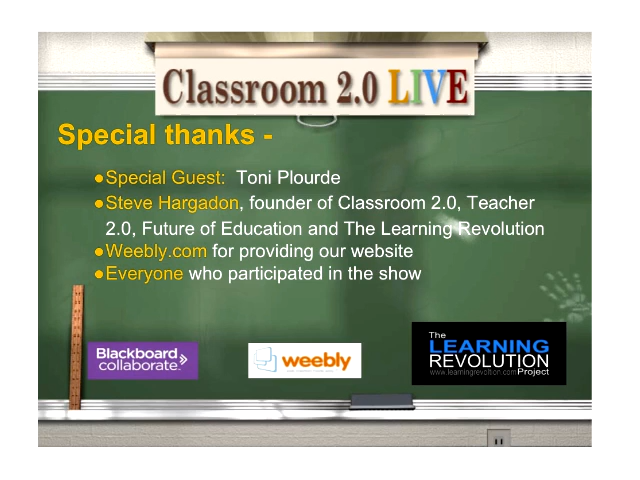 Classroom 2.0 LIVE
Special thanks -
●Special Guest: Toni Plourde
●Steve Hargadon, founder of Classroom 2.0, Teacher
2.0, Future of Education and The Learning Revolution
●Weebly.com for providing our website
●Everyone who participated in the show
Blackboard
collaborate
weebly
The
LEARNING
REVOLUTION
www.learningrevolution.com Project